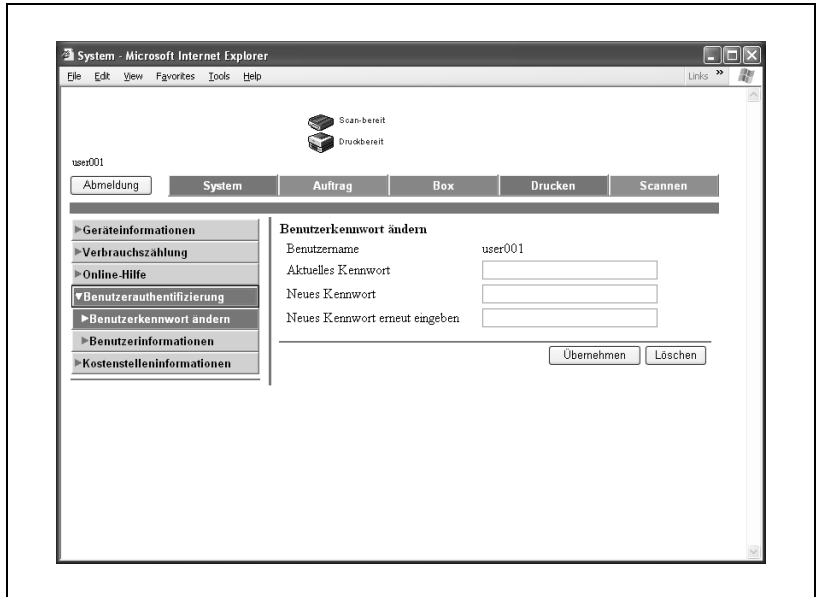 System - Microsoft Internet Explorer
File Edit View Favorites Tools Help Links »
Scan-bereit
Druckbereit
user001
Abmeldung System Auftrag Box Drucken Scannen
Geräteinformationen
Verbrauchszählung
Online-Hilfe
Benutzerauthentifizierung
Benutzerkennwort ändern
Benutzerinformationen
Kostenstelleninformationen
Benutzerkennwort ändern
Benutzername user001
Aktuelles Kennwort
Neues Kennwort
Neues Kennwort erneut eingeben
Übernehmen Löschen